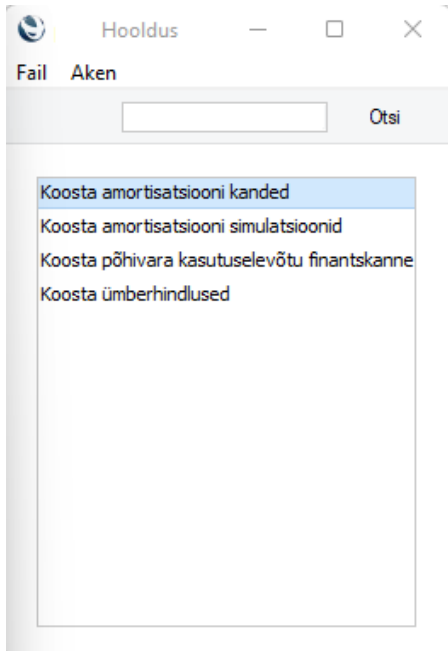 Hooldus
Fail Aken
Otsi
Koosta amortisatsiooni kanded
Koosta amortisatsiooni simulatsioonid
Koosta põhivara kasutuselevõtu finantskanne
Koosta ümberhindlused